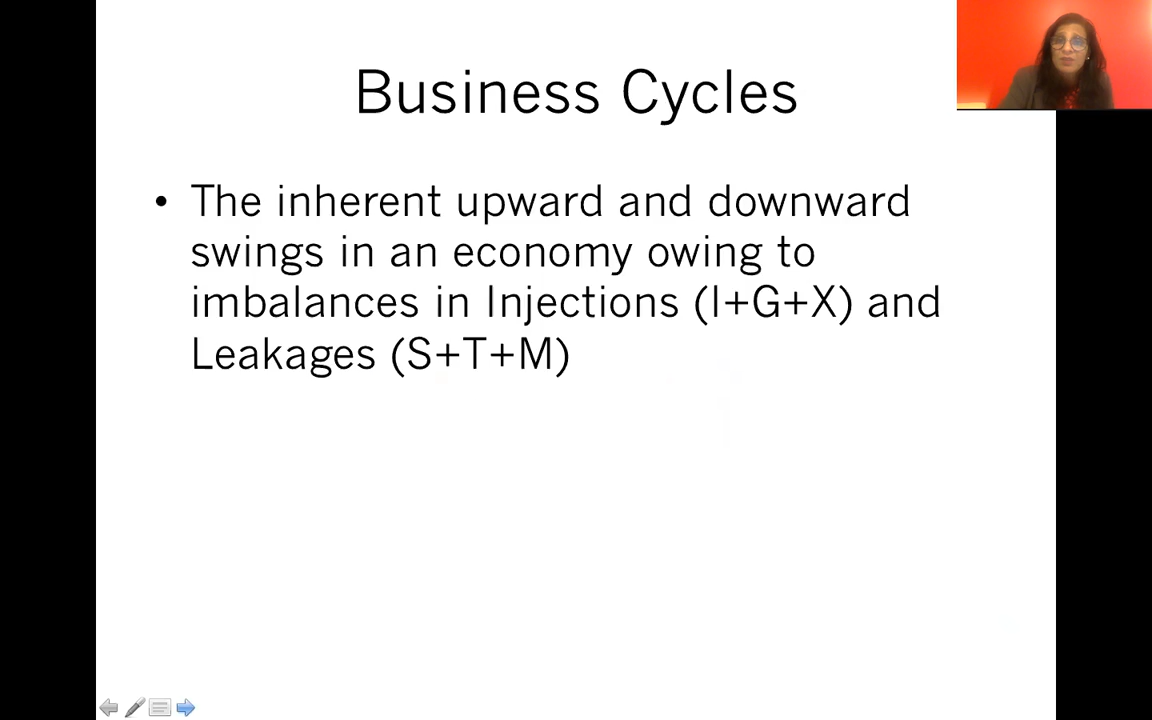 Business Cycles
• The inherent upward and downward
swings in an economy owing to
imbalances in Injections (I+G+X) and
Leakages (S+T+M)